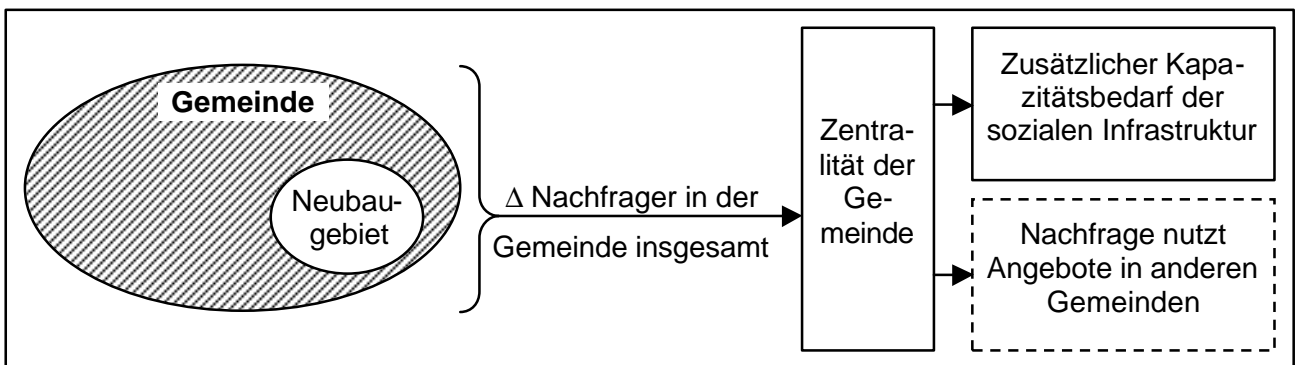 Gemeinde
Neubau-
gebiet
Δ Nachfrager in der
Gemeinde insgesamt
Zentra-
lität der
Ge-
meinde
Zusätzlicher Kapa-
zitätsbedarf der
sozialen Infrastruktur
Nachfrage nutzt
Angebote in anderen
Gemeinden